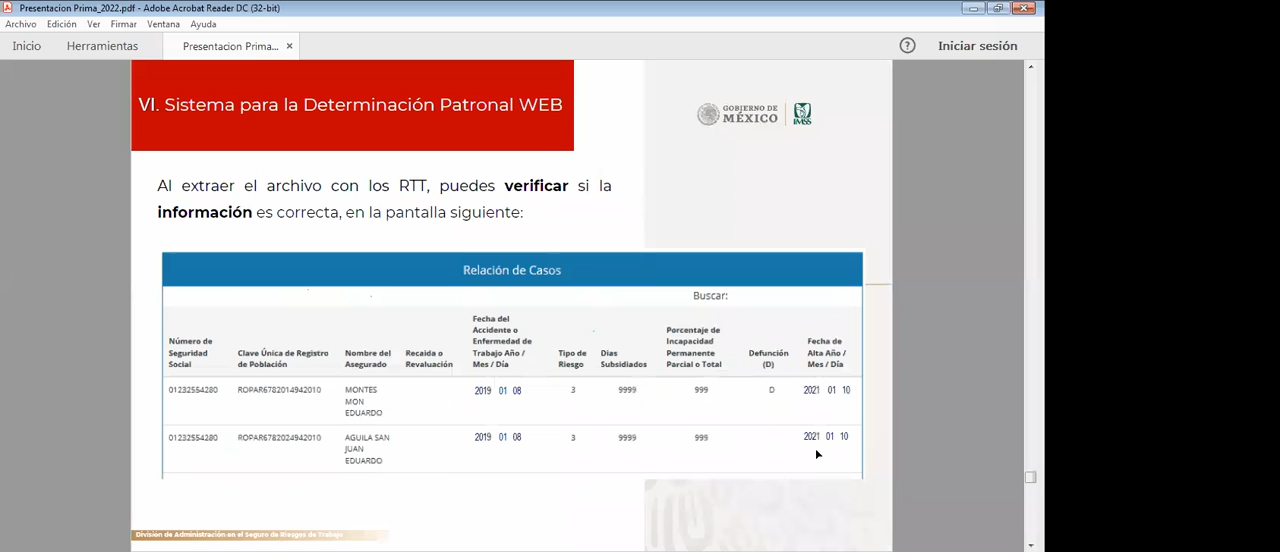 Presentacion Prima_2022.pdf - Adobe Acrobat Reader DC (32-bit)
Archivo Edición Ver Firmar Ventana Ayuda
Inicio Herramientas Presentacion Prima... × ? Iniciar sesión
VI. Sistema para la Determinación Patronal WEB
GOBIERNO DE
MÉXICO
IMSS
Al extraer el archivo con los RTT, puedes verificar si la
información es correcta, en la pantalla siguiente:
Relación de Casos
Buscar:
Número de Seguridad Social
Clave Única de Registro de Población
Nombre del Asegurado
Recaida o Revaluación
Fecha del Accidente o Enfermedad de Trabajo Año / Mes / Día
Tipo de Riesgo
Dias Subsidiados
Porcentaje de Incapacidad Permanente Parcial o Total
Defunción (D)
Fecha de Alta Año / Mes / Día
01232554280 ROPAR6782014942010 MONTES MON EDUARDO 2019 01 08 3 9999 999 D 2021 01 10
01232554280 ROPAR6782024942010 AGUILA SAN JUAN EDUARDO 2019 01 08 3 9999 999 2021 01 10
División de Administración en el Seguro de Riesgos de Trabajo